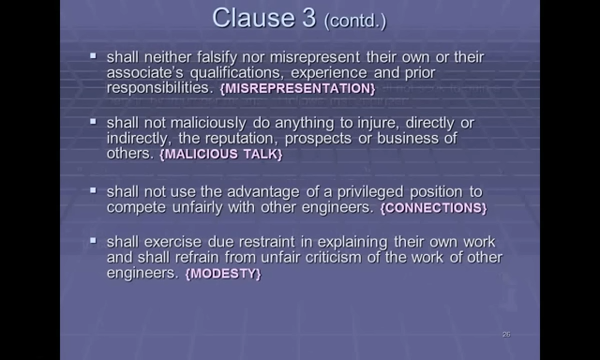 Clause 3 (contd.)
▪ shall neither falsify nor misrepresent their own or their
associate's qualifications, experience and prior
responsibilities. {MISREPRESENTATION}
▪ shall not maliciously do anything to injure, directly or
indirectly, the reputation, prospects or business of
others. {MALICIOUS TALK}
▪ shall not use the advantage of a privileged position to
compete unfairly with other engineers. {CONNECTIONS}
▪ shall exercise due restraint in explaining their own work
and shall refrain from unfair criticism of the work of other
engineers. {MODESTY}
26